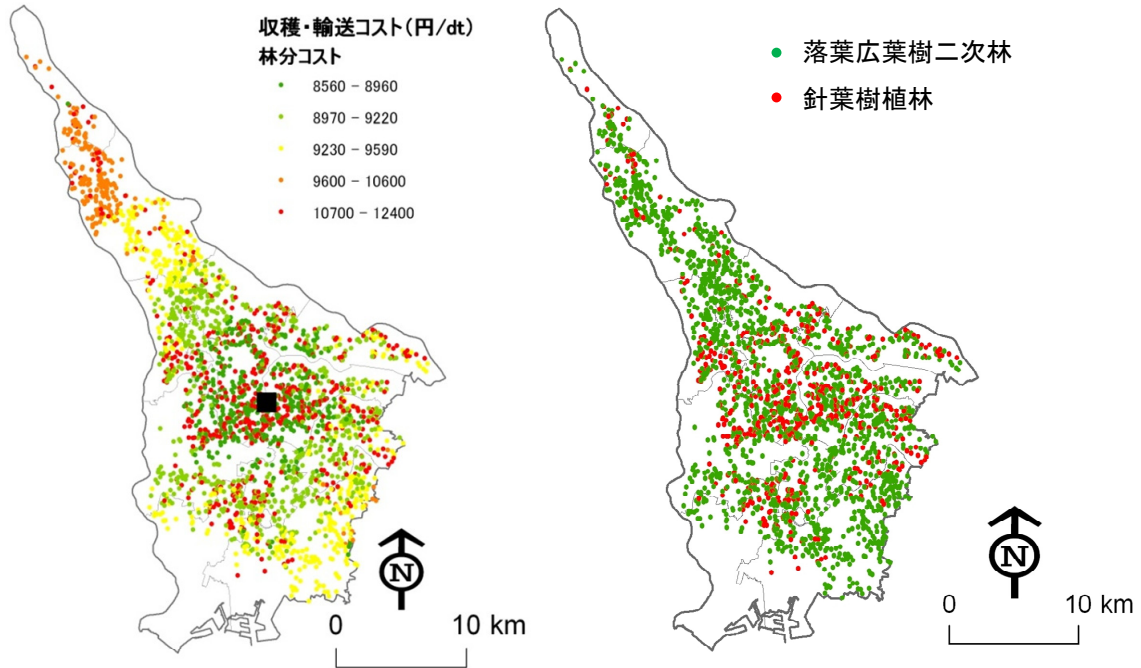 収穫・輸送コスト(円/dt)
林分コスト
8560 - 8960
8970 - 9220
9230 - 9590
9600 - 10600
10700 - 12400
N
0 10 km
落葉広葉樹二次林
針葉樹植林
N
0 10 km